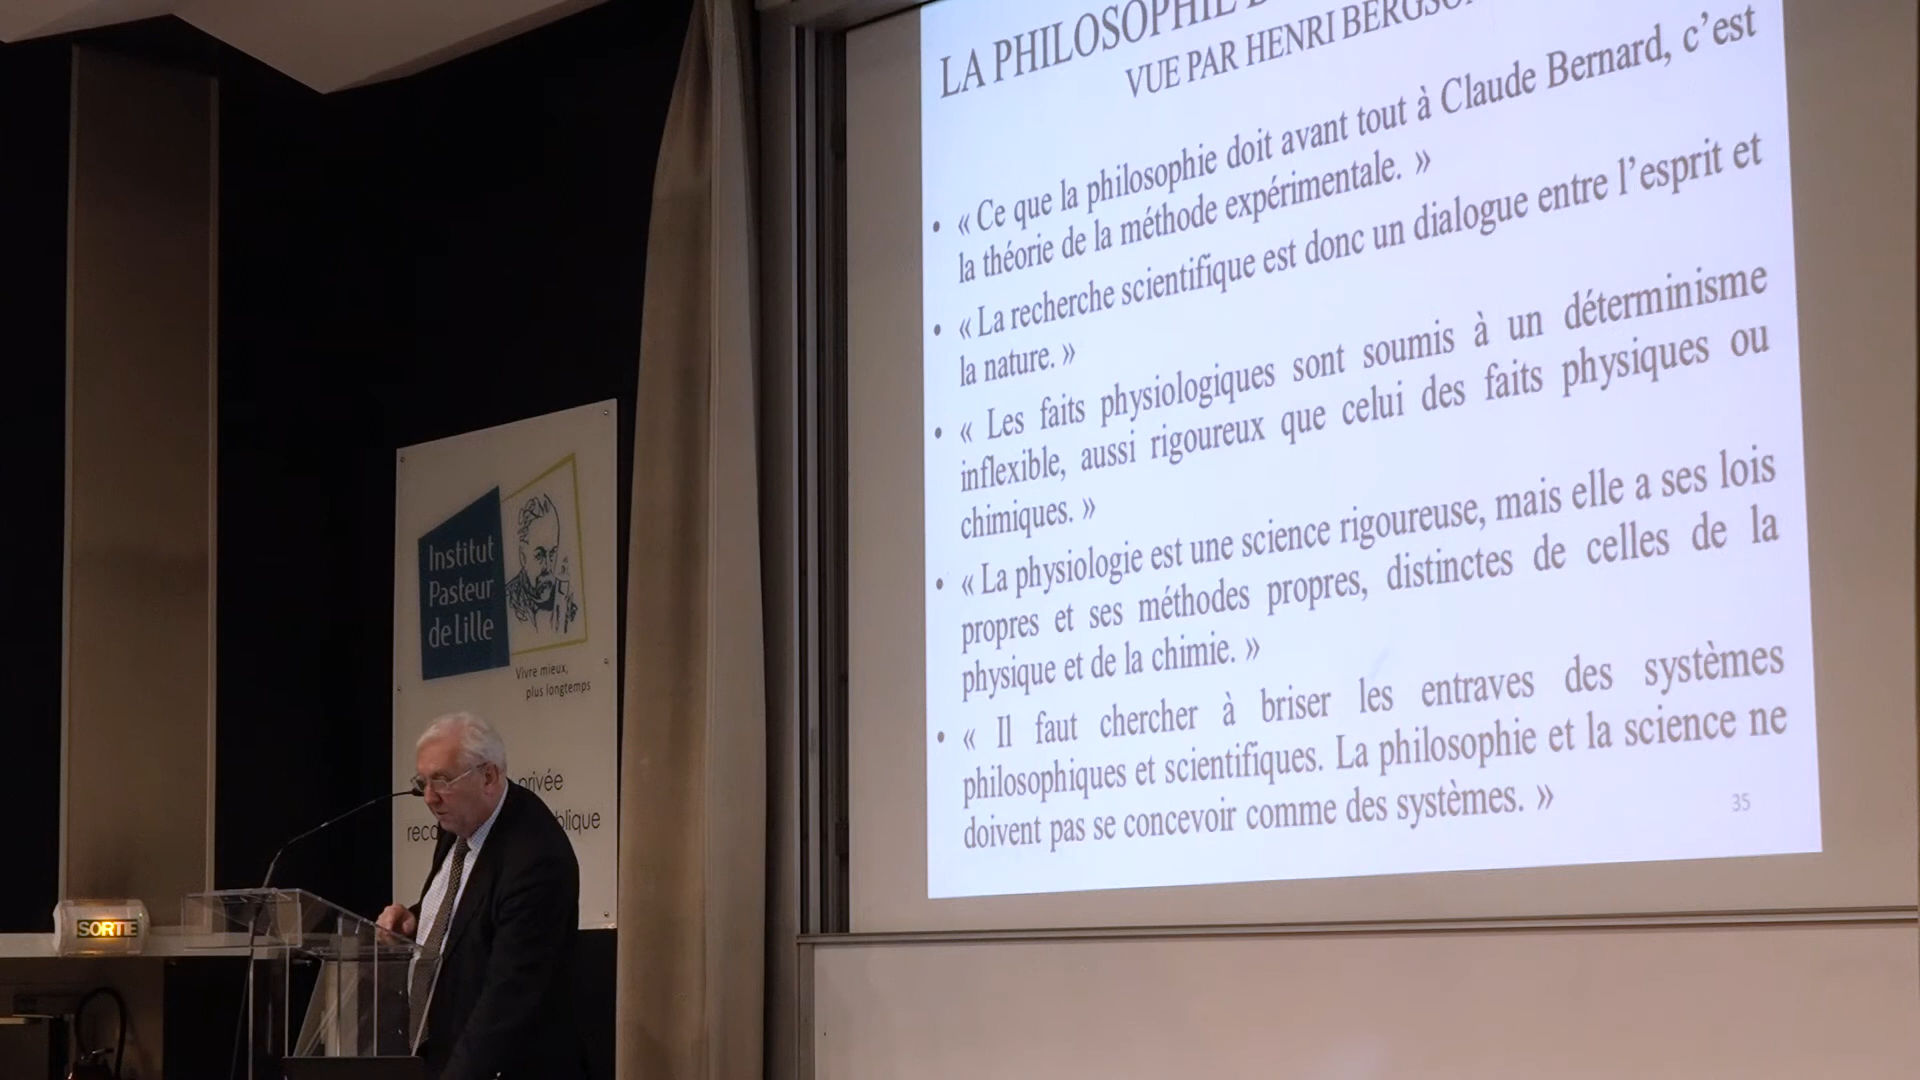 LA PHILOSOPHIE
VUE PAR HENRI
• « Ce que la philosophie doit avant tout à Claude Bernard, c’est
la théorie de la méthode expérimentale. »
• « La recherche scientifique est donc un dialogue entre l’esprit et
la nature. »
• « Les faits physiologiques sont soumis à un déterminisme
inflexible, aussi rigoureux que celui des faits physiques ou
chimiques. »
• « La physiologie est une science rigoureuse, mais elle a ses lois
propres et ses méthodes propres, distinctes de celles de la
physique et de la chimie. »
• « Il faut chercher à briser les entraves des systèmes
philosophiques et scientifiques. La philosophie et la science ne
doivent pas se concevoir comme des systèmes. »
35
Institut
Pasteur
de Lille
Vivre mieux,
plus longtemps
privée
SORTIE